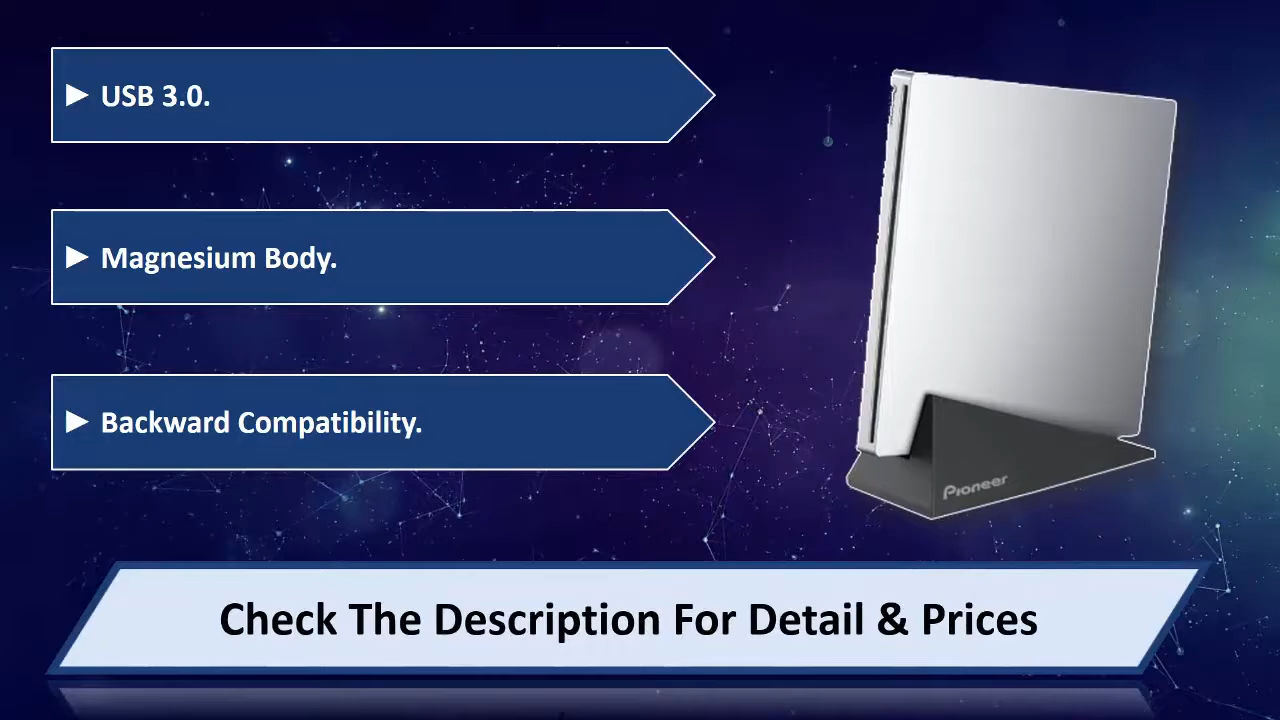 ► USB 3.0.
► Magnesium Body.
► Backward Compatibility.
Pioneer
Check The Description For Detail & Prices